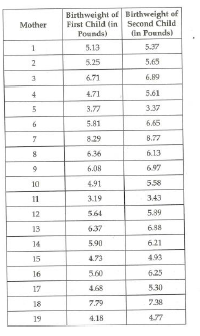 Mother Birthweight of First Child (in Pounds) Birthweight of Second Child (in Pounds)
1 5.13 5.37
2 5.25 5.65
3 6.71 6.89
4 4.71 5.61
5 3.77 3.37
6 5.81 6.65
7 8.29 8.77
8 6.36 6.13
9 6.08 6.97
10 4.91 5.58
11 3.19 3.43
12 5.64 5.89
13 6.37 6.88
14 5.90 6.21
15 4.73 4.93
16 5.60 6.25
17 4.68 5.30
18 7.79 7.38
19 4.18 4.77